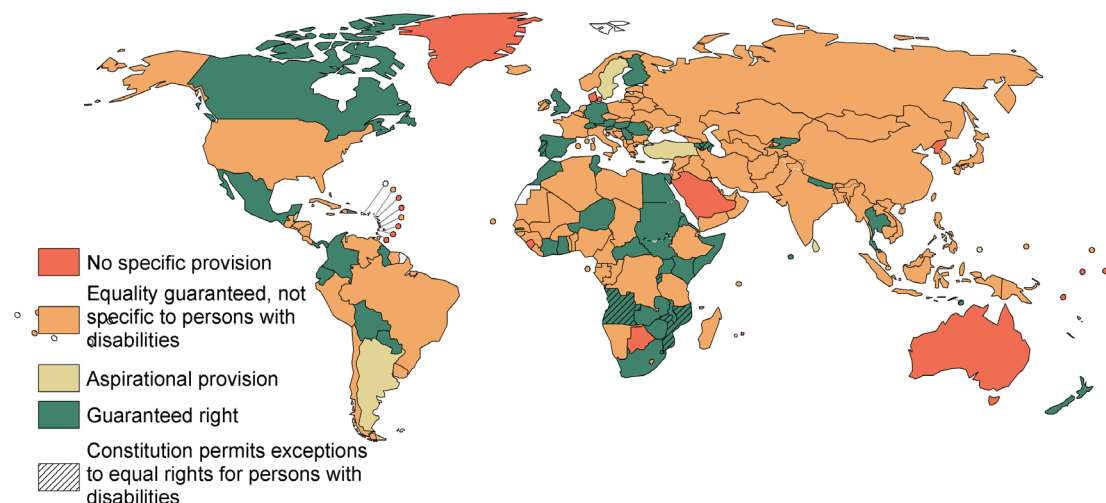 No specific provision
Equality guaranteed, not
specific to persons with
disabilities
Aspirational provision
Guaranteed right
Constitution permits exceptions
to equal rights for persons with
disabilities